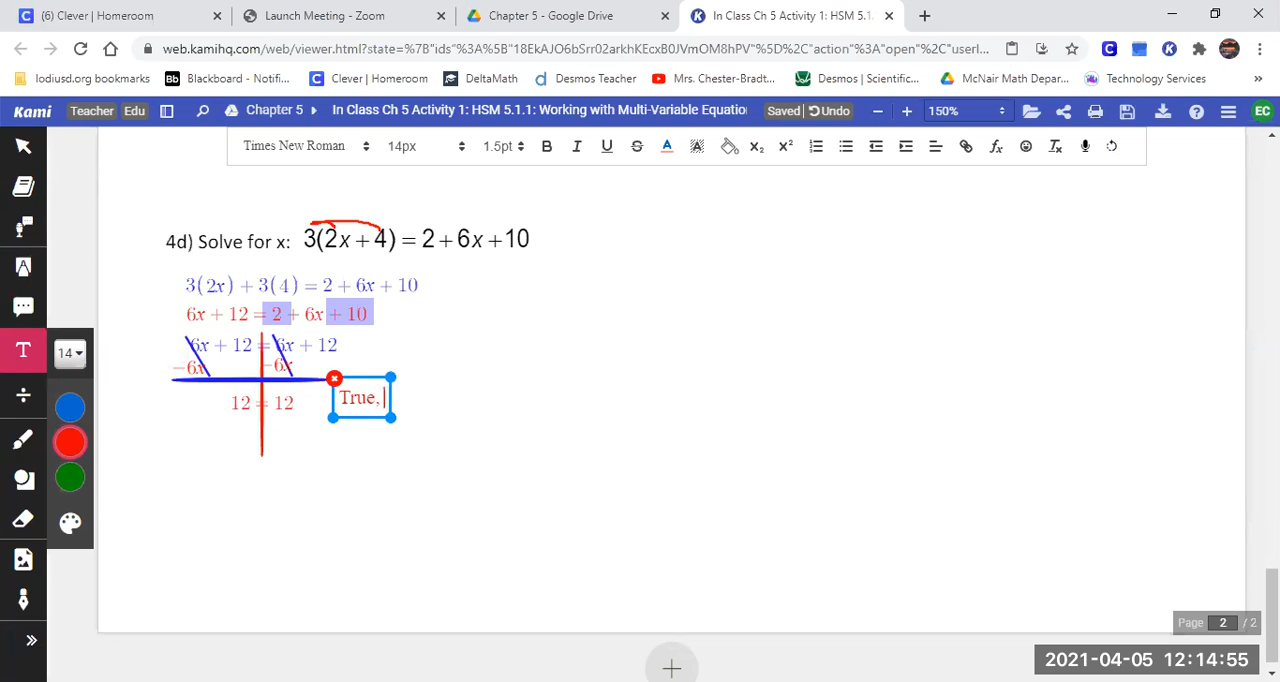 (6) Clever | Homeroom
Launch Meeting - Zoom
Chapter 5 - Google Drive
In Class Ch 5 Activity 1: HSM 5.1.
web.kamihq.com/web/viewer.html?state=%7B"ids"%3A%5B"18EkAJO6bSrr02arkhKEcxB0JVmOM8hPV"%5D%2C"action"%3A"open"%2C"userI...
lodiusd.org bookmarks
Blackboard - Notifi...
Clever | Homeroom
DeltaMath
Desmos Teacher
Mrs. Chester-Bradt...
Desmos | Scientific...
McNair Math Depar...
Technology Services
»
Kami Teacher Edu
Chapter 5
In Class Ch 5 Activity 1: HSM 5.1.1: Working with Multi-Variable Equatio
Saved Undo
150%
EC
Times New Roman 14px 1.5pt B I U S A A X₂ X² fx Tx
4d) Solve for x: 3(2x+4)=2+6x+10
3(2x) + 3(4) = 2 + 6x + 10
6x + 12 = 2 + 6x + 10
6x + 12 = 6x + 12
−6x −6x
12 = 12
True,
T
14
Page 2 / 2
2021-04-05 12:14:55